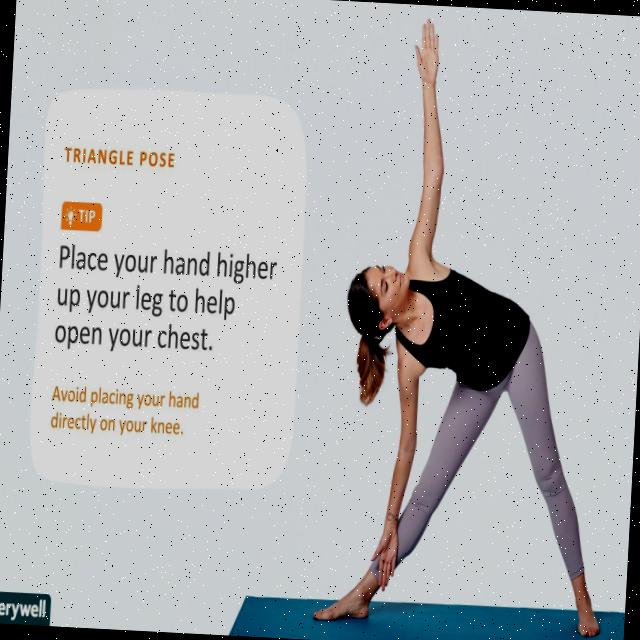 TRIANGLE POSE
TIP
Place your hand higher
up your leg to help
open your chest.
Avoid placing your hand
directly on your knee.
erywell